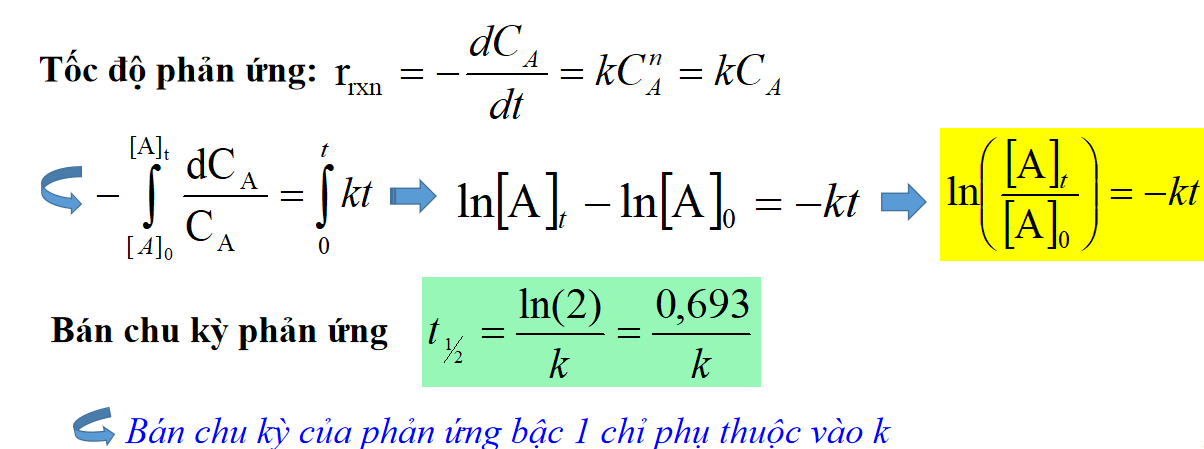 Tốc độ phản ứng: r_rxn = −dC_A/dt = kC_A^n = kC_A
−∫_{[A]_0}^{[A]_t} dC_A/C_A = ∫_0^t kt ln[A]_t − ln[A]_0 = −kt ln([A]_t/[A]_0) = −kt
Bán chu kỳ phản ứng t_½ = ln(2)/k = 0,693/k
Bán chu kỳ của phản ứng bậc 1 chỉ phụ thuộc vào k